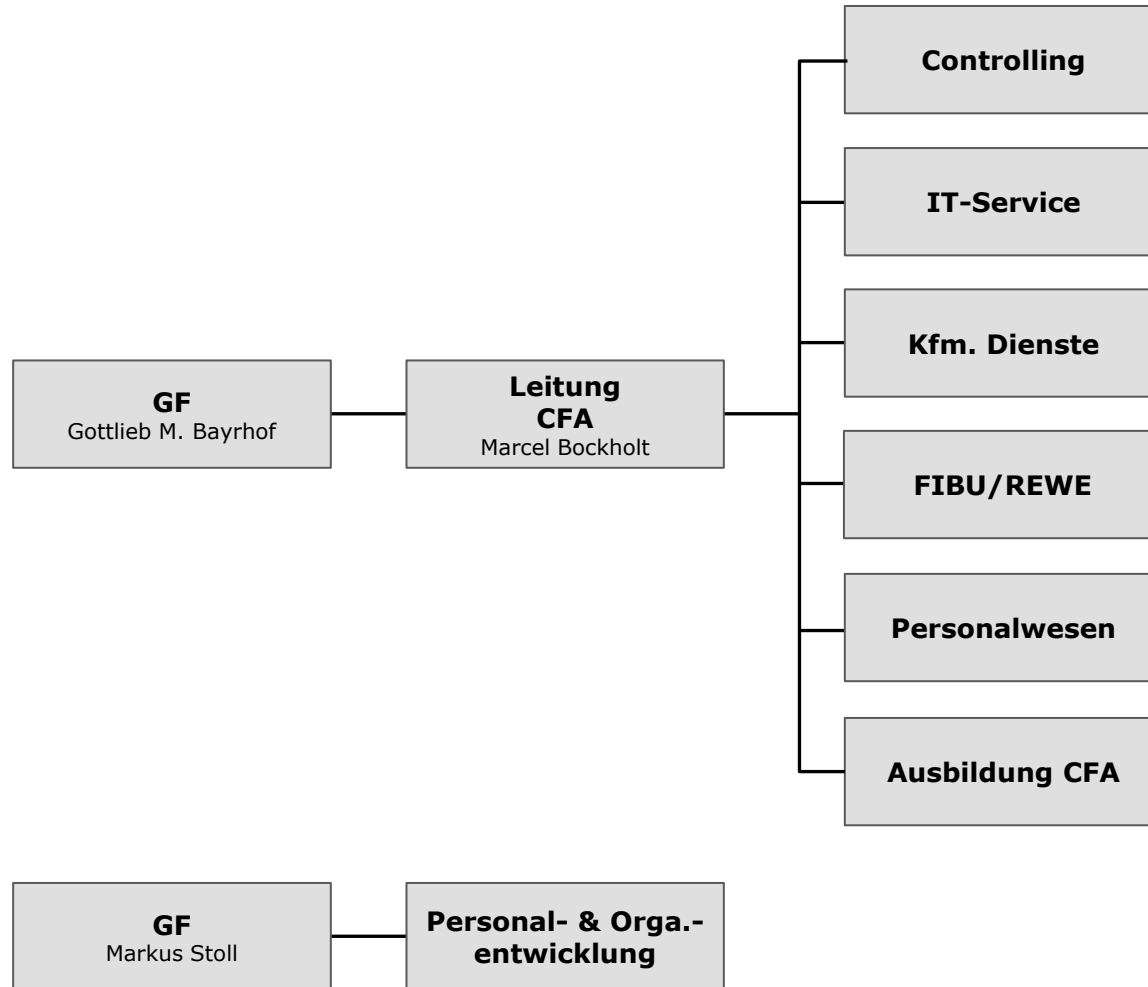 Controlling
IT-Service
Kfm. Dienste
GF
Gottlieb M. Bayrhof
Leitung
CFA
Marcel Bockholt
FIBU/REWE
Personalwesen
Ausbildung CFA
GF
Markus Stoll
Personal- & Orga.-
entwicklung